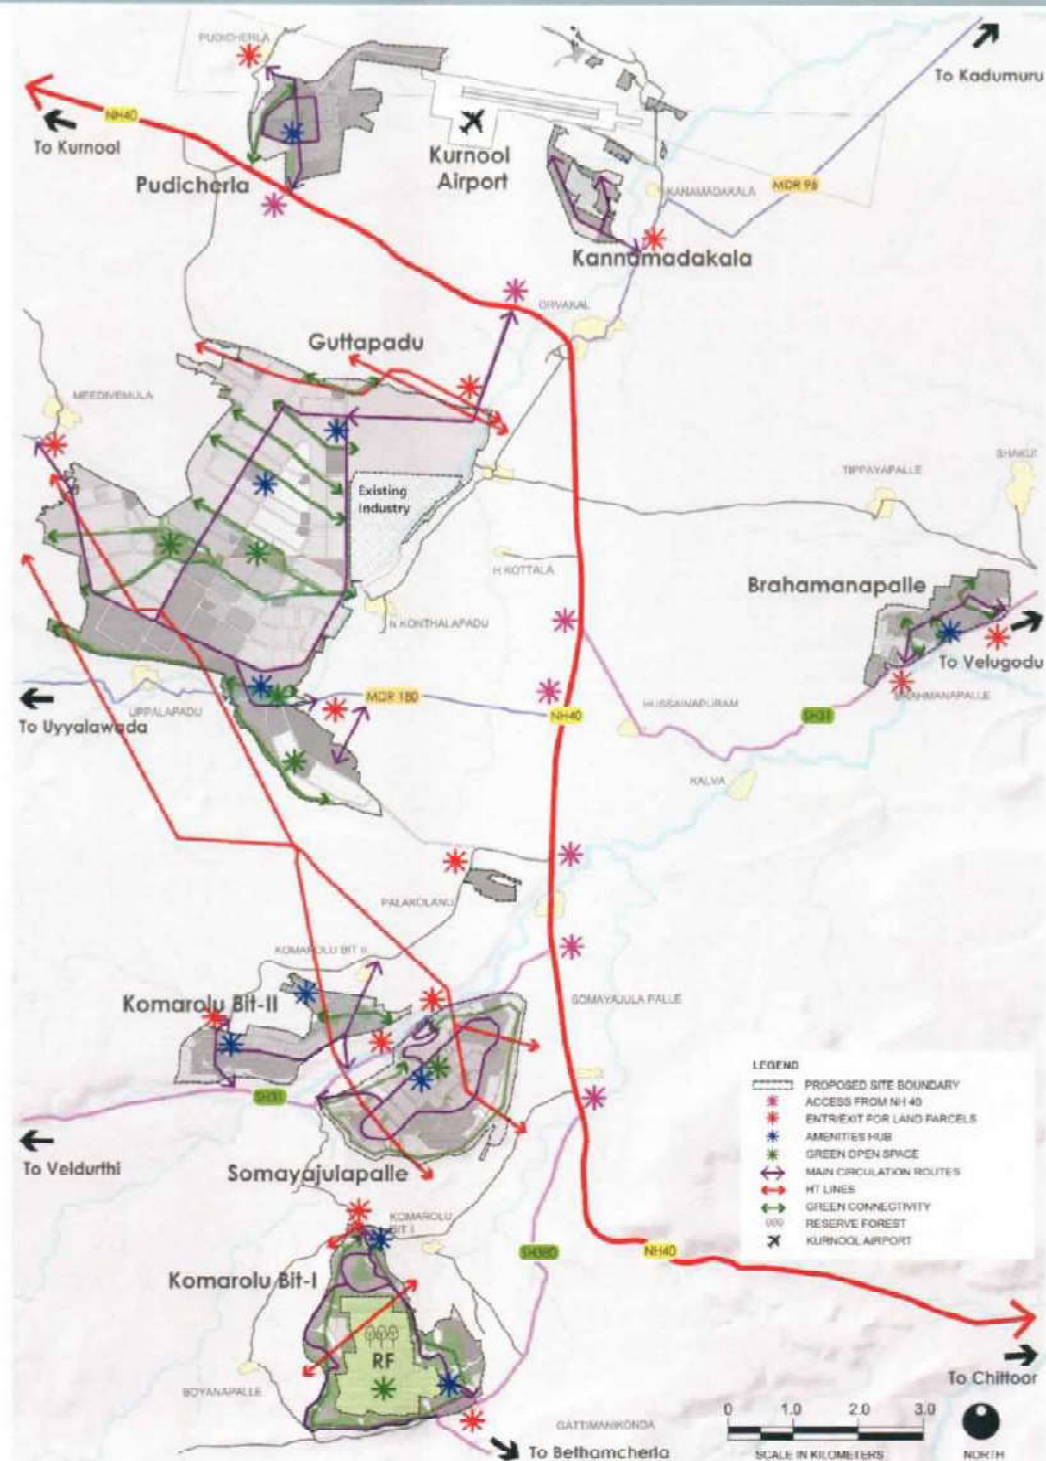 PUDICHERLA
To Kadumuru
NH40
To Kurnool
Kurnool
Airport
Pudicherla
KANAMADAKALA
MDR 98
Kannamadakala
ORVAKAL
Guttapadu
MEEDIVEMULA
TIPPAYAPALLE
Existing
Industry
H KOTTALA
Brahamanapalle
N KONTHALAPADU
To Velugodu
BRAHMANAPALLE
MDR 180
UPPALAPADU
To Uyyalawada
NH40
HUSSAINAPURAM
SH31
KALVA
PALAKOLANU
KOMAROLU BIT II
Komarolu Bit-II
SOMAYAJULA PALLE
SH31
To Veldurthi
Somayajulapalle
LEGEND
PROPOSED SITE BOUNDARY
ACCESS FROM NH 40
ENTRY/EXIT FOR LAND PARCELS
AMENITIES HUB
GREEN OPEN SPACE
MAIN CIRCULATION ROUTES
HT LINES
GREEN CONNECTIVITY
RESERVE FOREST
KURNOOL AIRPORT
KOMAROLU
BIT I
Komarolu Bit-I
NH40
RF
To Chittoor
BOYANAPALLE
GATTIMANIKONDA
To Bethamcherla
0 1.0 2.0 3.0
SCALE IN KILOMETERS
NORTH